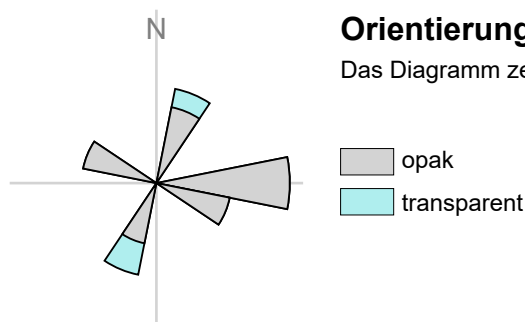 N
Orientierung
Das Diagramm ze
opak
transparent